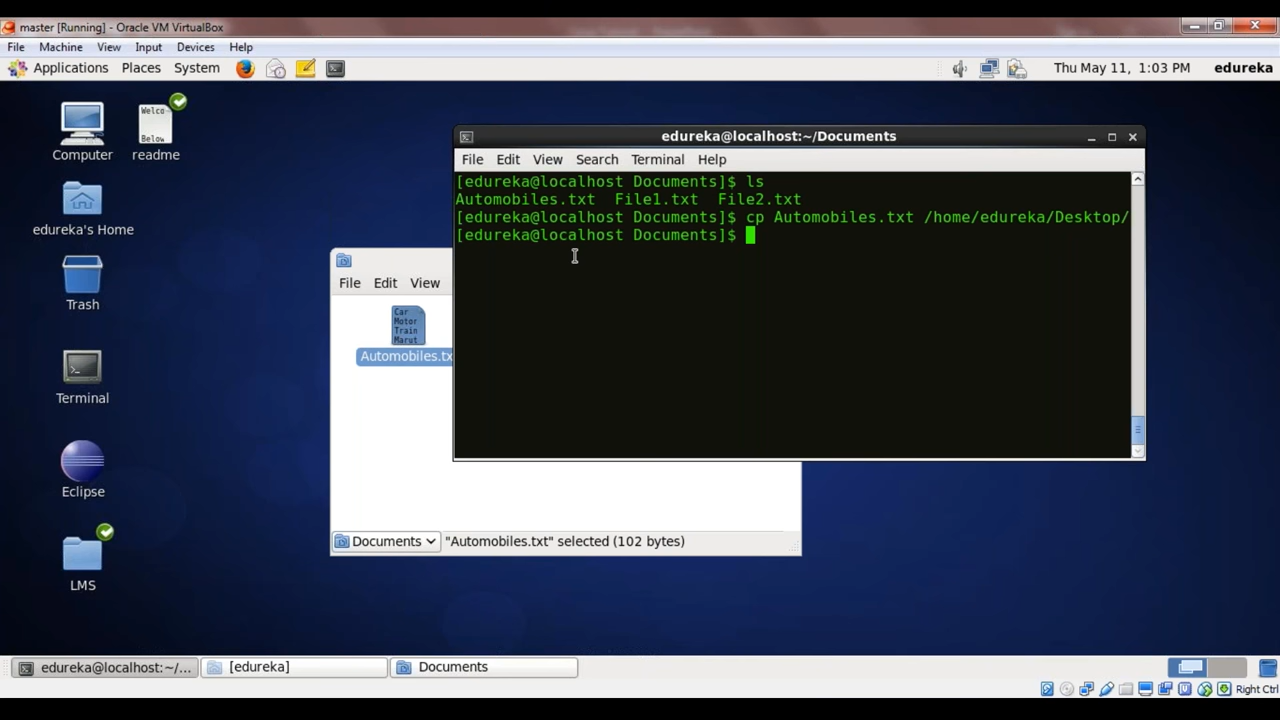 master [Running] - Oracle VM VirtualBox
File Machine View Input Devices Help
Applications Places System
Thu May 11, 1:03 PM edureka
Computer
Welco
Below
readme
edureka's Home
Trash
Terminal
Eclipse
LMS
edureka@localhost:~/Documents
File Edit View Search Terminal Help
[edureka@localhost Documents]$ ls
Automobiles.txt File1.txt File2.txt
[edureka@localhost Documents]$ cp Automobiles.txt /home/edureka/Desktop/
[edureka@localhost Documents]$
File Edit View
Car
Motor
Train
Marut
Automobiles.tx
Documents "Automobiles.txt" selected (102 bytes)
edureka@localhost:~/... [edureka] Documents
Right Ctrl